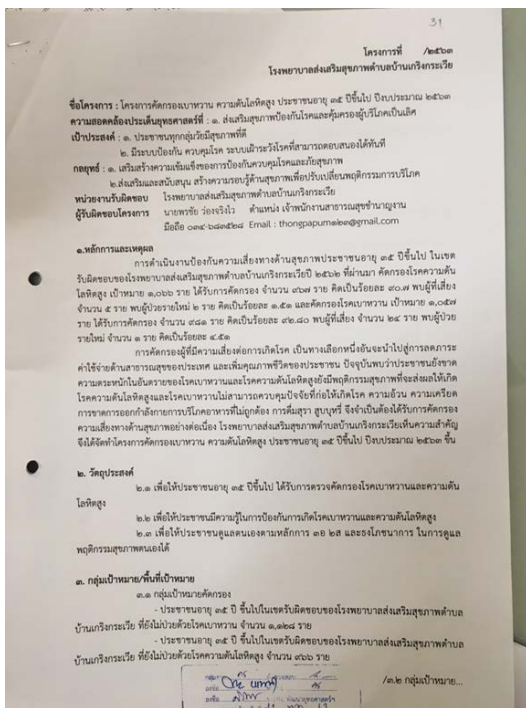 31
โครงการที่ /๒๕๖๓
โรงพยาบาลส่งเสริมสุขภาพตำบลบ้านเกริงกระเวีย
ชื่อโครงการ : โครงการคัดกรองเบาหวาน ความดันโลหิตสูง ประชาชนอายุ ๓๕ ปีขึ้นไป ปีงบประมาณ ๒๕๖๓
ความสอดคล้องประเด็นยุทธศาสตร์ที่ : ๑. ส่งเสริมสุขภาพป้องกันโรคและคุ้มครองผู้บริโภคเป็นเลิศ
เป้าประสงค์ : ๑. ประชาชนทุกกลุ่มวัยมีสุขภาพที่ดี
๒. มีระบบป้องกัน ควบคุมโรค ระบบเฝ้าระวังโรคที่สามารถตอบสนองได้ทันที
กลยุทธ์ : ๑. เสริมสร้างความเข้มแข็งของการป้องกันควบคุมโรคและภัยสุขภาพ
๒.ส่งเสริมและสนับสนุน สร้างความรอบรู้ด้านสุขภาพเพื่อปรับเปลี่ยนพฤติกรรมการบริโภค
หน่วยงานรับผิดชอบ โรงพยาบาลส่งเสริมสุขภาพตำบลบ้านเกริงกระเวีย
ผู้รับผิดชอบโครงการ นายพรชัย ว่องจริงไว ตำแหน่ง เจ้าพนักงานสาธารณสุขชำนาญงาน
มือถือ ๐๓๔-๖๘๓๕๒๘ Email : thongpapum๑๒๓@gmail.com
๑.หลักการและเหตุผล
การดำเนินงานป้องกันความเสี่ยงทางด้านสุขภาพประชาชนอายุ ๓๕ ปีขึ้นไป ในเขต
รับผิดชอบของโรงพยาบาลส่งเสริมสุขภาพตำบลบ้านเกริงกระเวียปี ๒๕๖๒ ที่ผ่านมา คัดกรองโรคความดัน
โลหิตสูง เป้าหมาย ๑,๐๖๖ ราย ได้รับการคัดกรอง จำนวน ๙๖๗ ราย คิดเป็นร้อยละ ๙๐.๗ พบผู้ที่เสี่ยง
จำนวน ๕ ราย พบผู้ป่วยรายใหม่ ๒ ราย คิดเป็นร้อยละ ๑.๕๑ และคัดกรองโรคเบาหวาน เป้าหมาย ๑,๐๕๗
ราย ได้รับการคัดกรอง จำนวน ๙๘๑ ราย คิดเป็นร้อยละ ๙๒.๘๐ พบผู้ที่เสี่ยง จำนวน ๒๔ ราย พบผู้ป่วย
รายใหม่ จำนวน ๑ ราย คิดเป็นร้อยละ ๔.๕๑
การคัดกรองผู้ที่มีความเสี่ยงต่อการเกิดโรค เป็นทางเลือกหนึ่งอันจะนำไปสู่การลดภาระ
ค่าใช้จ่ายด้านสาธารณสุขของประเทศ และเพิ่มคุณภาพชีวิตของประชาชน ปัจจุบันพบว่าประชาชนยังขาด
ความตระหนักในอันตรายของโรคเบาหวานและโรคความดันโลหิตสูงยังมีพฤติกรรมสุขภาพที่จะส่งผลให้เกิด
โรคความดันโลหิตสูงและโรคเบาหวานไม่สามารถควบคุมปัจจัยที่ก่อให้เกิดโรค ความอ้วน ความเครียด
การขาดการออกกำลังกายการบริโภคอาหารที่ไม่ถูกต้อง การดื่มสุรา สูบบุหรี่ จึงจำเป็นต้องได้รับการคัดกรอง
ความเสี่ยงทางด้านสุขภาพอย่างต่อเนื่อง โรงพยาบาลส่งเสริมสุขภาพตำบลบ้านเกริงกระเวียเห็นความสำคัญ
จึงได้จัดทำโครงการคัดกรองเบาหวาน ความดันโลหิตสูง ประชาชนอายุ ๓๕ ปีขึ้นไป ปีงบประมาณ ๒๕๖๓ ขึ้น
๒. วัตถุประสงค์
๒.๑ เพื่อให้ประชาชนอายุ ๓๕ ปีขึ้นไป ได้รับการตรวจคัดกรองโรคเบาหวานและความดัน
โลหิตสูง
๒.๒ เพื่อให้ประชาชนมีความรู้ในการป้องกันการเกิดโรคเบาหวานและความดันโลหิตสูง
๒.๓ เพื่อให้ประชาชนดูแลตนเองตามหลักการ ๓อ ๒ส และธงโภชนาการ ในการดูแล
พฤติกรรมสุขภาพตนเองได้
๓. กลุ่มเป้าหมาย/พื้นที่เป้าหมาย
๓.๑ กลุ่มเป้าหมายคัดกรอง
- ประชาชนอายุ ๓๕ ปี ขึ้นไปในเขตรับผิดชอบของโรงพยาบาลส่งเสริมสุขภาพตำบล
บ้านเกริงกระเวีย ที่ยังไม่ป่วยด้วยโรคเบาหวาน จำนวน ๑,๑๒๘ ราย
- ประชาชนอายุ ๓๕ ปี ขึ้นไปในเขตรับผิดชอบของโรงพยาบาลส่งเสริมสุขภาพตำบล
บ้านเกริงกระเวีย ที่ยังไม่ป่วยด้วยโรคความดันโลหิตสูง จำนวน ๙๖๖ ราย
/๓.๒ กลุ่มเป้าหมาย...